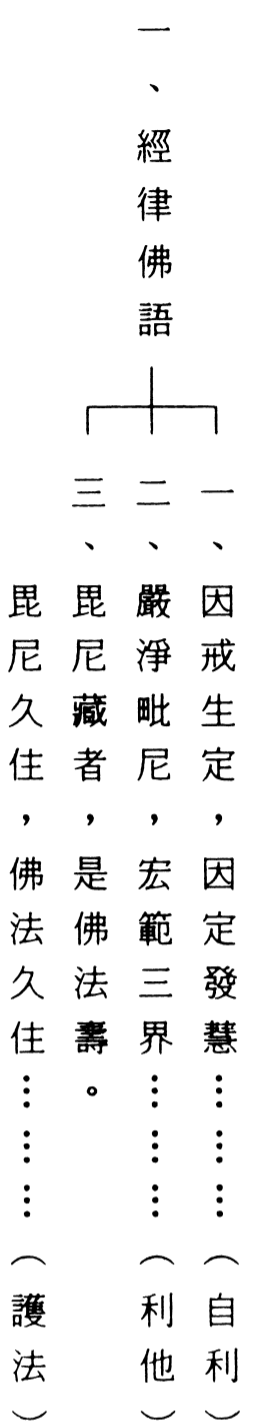 一、經律佛語
一、因戒生定，因定發慧………（自利）
二、嚴淨毗尼，宏範三界………（利他）
三、毘尼藏者，是佛法壽。
毘尼久住，佛法久住………（護法）